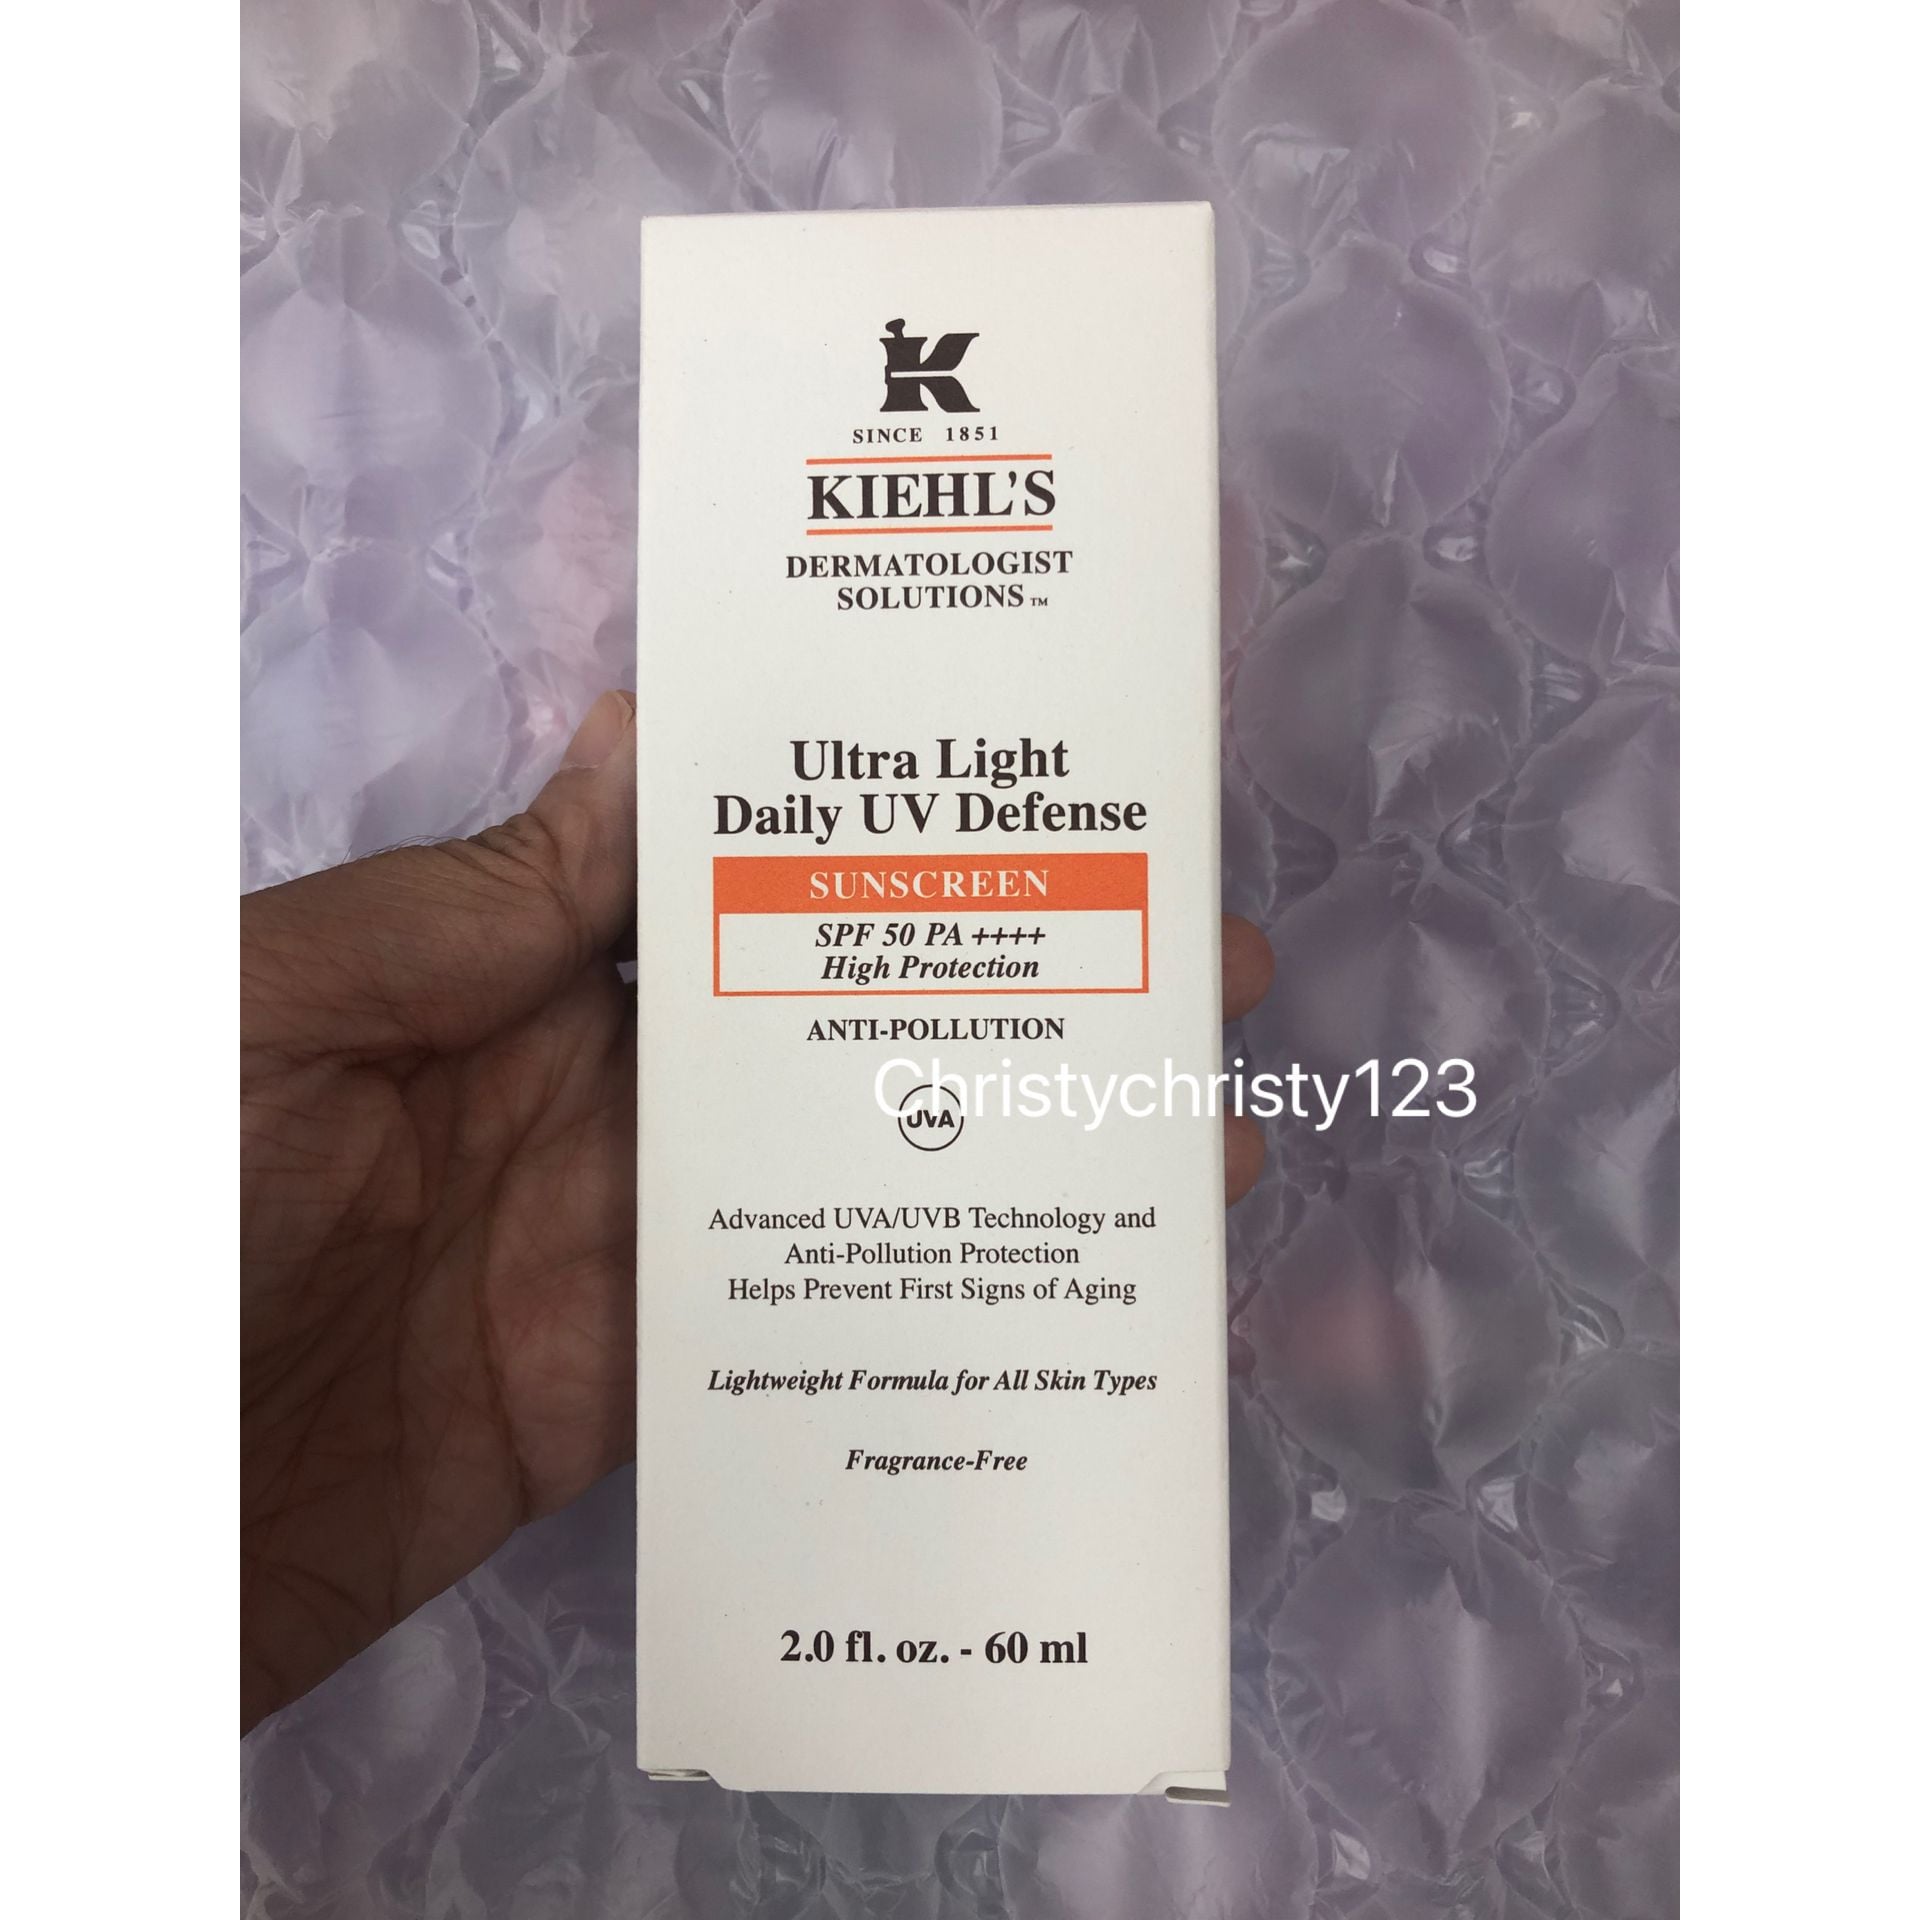 K
SINCE 1851
KIEHL'S
DERMATOLOGIST
SOLUTIONS™
Ultra Light
Daily UV Defense
SUNSCREEN
SPF 50 PA ++++
High Protection
ANTI-POLLUTION
Christychristy123
UVA
Advanced UVA/UVB Technology and
Anti-Pollution Protection
Helps Prevent First Signs of Aging
Lightweight Formula for All Skin Types
Fragrance-Free
2.0 fl. oz. - 60 ml